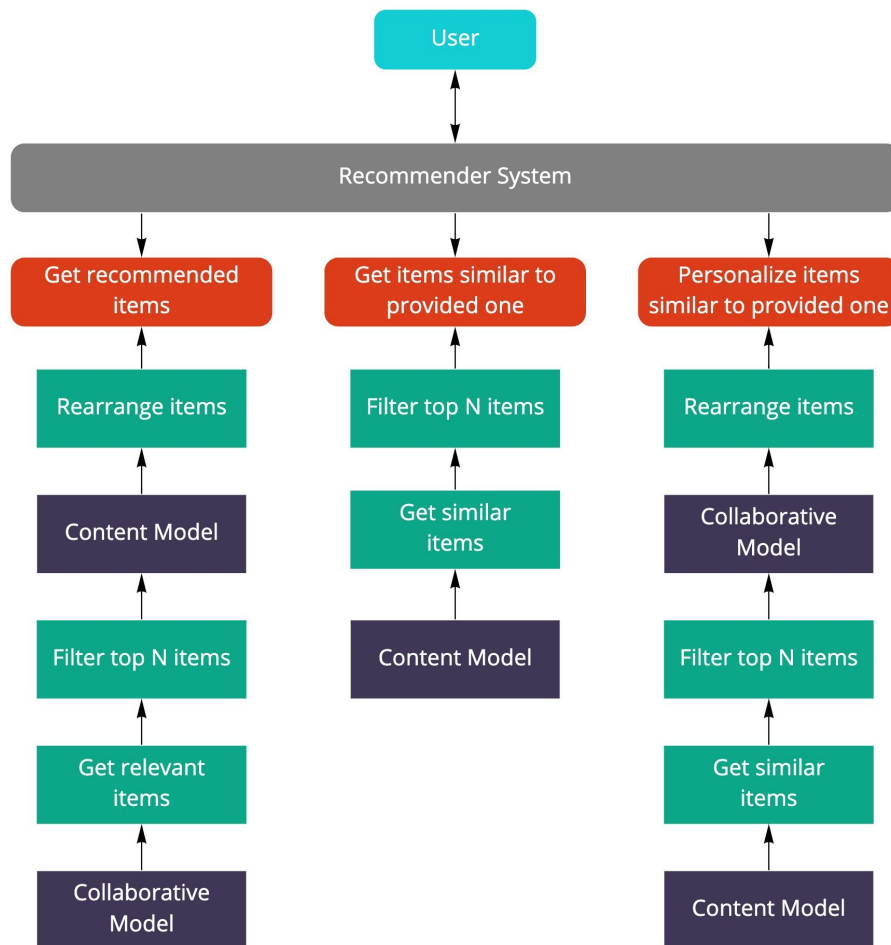 User
Recommender System
Get recommended
items
Rearrange items
Content Model
Filter top N items
Get relevant
items
Collaborative
Model
Get items similar to
provided one
Filter top N items
Get similar
items
Content Model
Personalize items
similar to provided one
Rearrange items
Collaborative
Model
Filter top N items
Get similar
items
Content Model